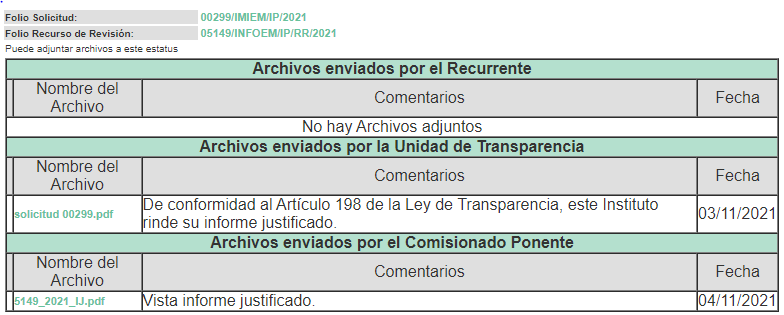 Folio Solicitud: 00299/IMIEM/IP/2021
Folio Recurso de Revisión: 05149/INFOEM/IP/RR/2021
Puede adjuntar archivos a este estatus
Archivos enviados por el Recurrente
Nombre del Archivo Comentarios Fecha
No hay Archivos adjuntos
Archivos enviados por la Unidad de Transparencia
Nombre del Archivo Comentarios Fecha
solicitud 00299.pdf De conformidad al Artículo 198 de la Ley de Transparencia, este Instituto rinde su informe justificado. 03/11/2021
Archivos enviados por el Comisionado Ponente
Nombre del Archivo Comentarios Fecha
5149_2021_IJ.pdf Vista informe justificado. 04/11/2021